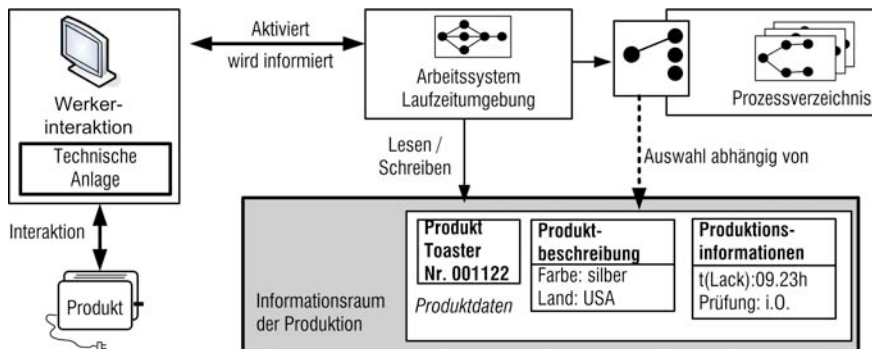 Werker-
interaktion
Technische
Anlage
Aktiviert
wird informiert
Arbeitssystem
Laufzeitumgebung
Prozessverzeichnis
Lesen /
Schreiben
Auswahl abhängig von
Interaktion
Produkt
Informationsraum
der Produktion
Produkt
Toaster
Nr. 001122
Produktdaten
Produkt-
beschreibung
Farbe: silber
Land: USA
Produktions-
informationen
t(Lack):09.23h
Prüfung: i.O.